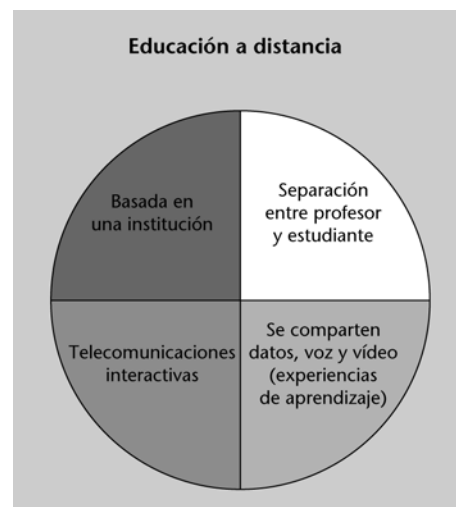 Educación a distancia
Basada en
una institución
Separación
entre profesor
y estudiante
Telecomunicaciones
interactivas
Se comparten
datos, voz y vídeo
(experiencias
de aprendizaje)